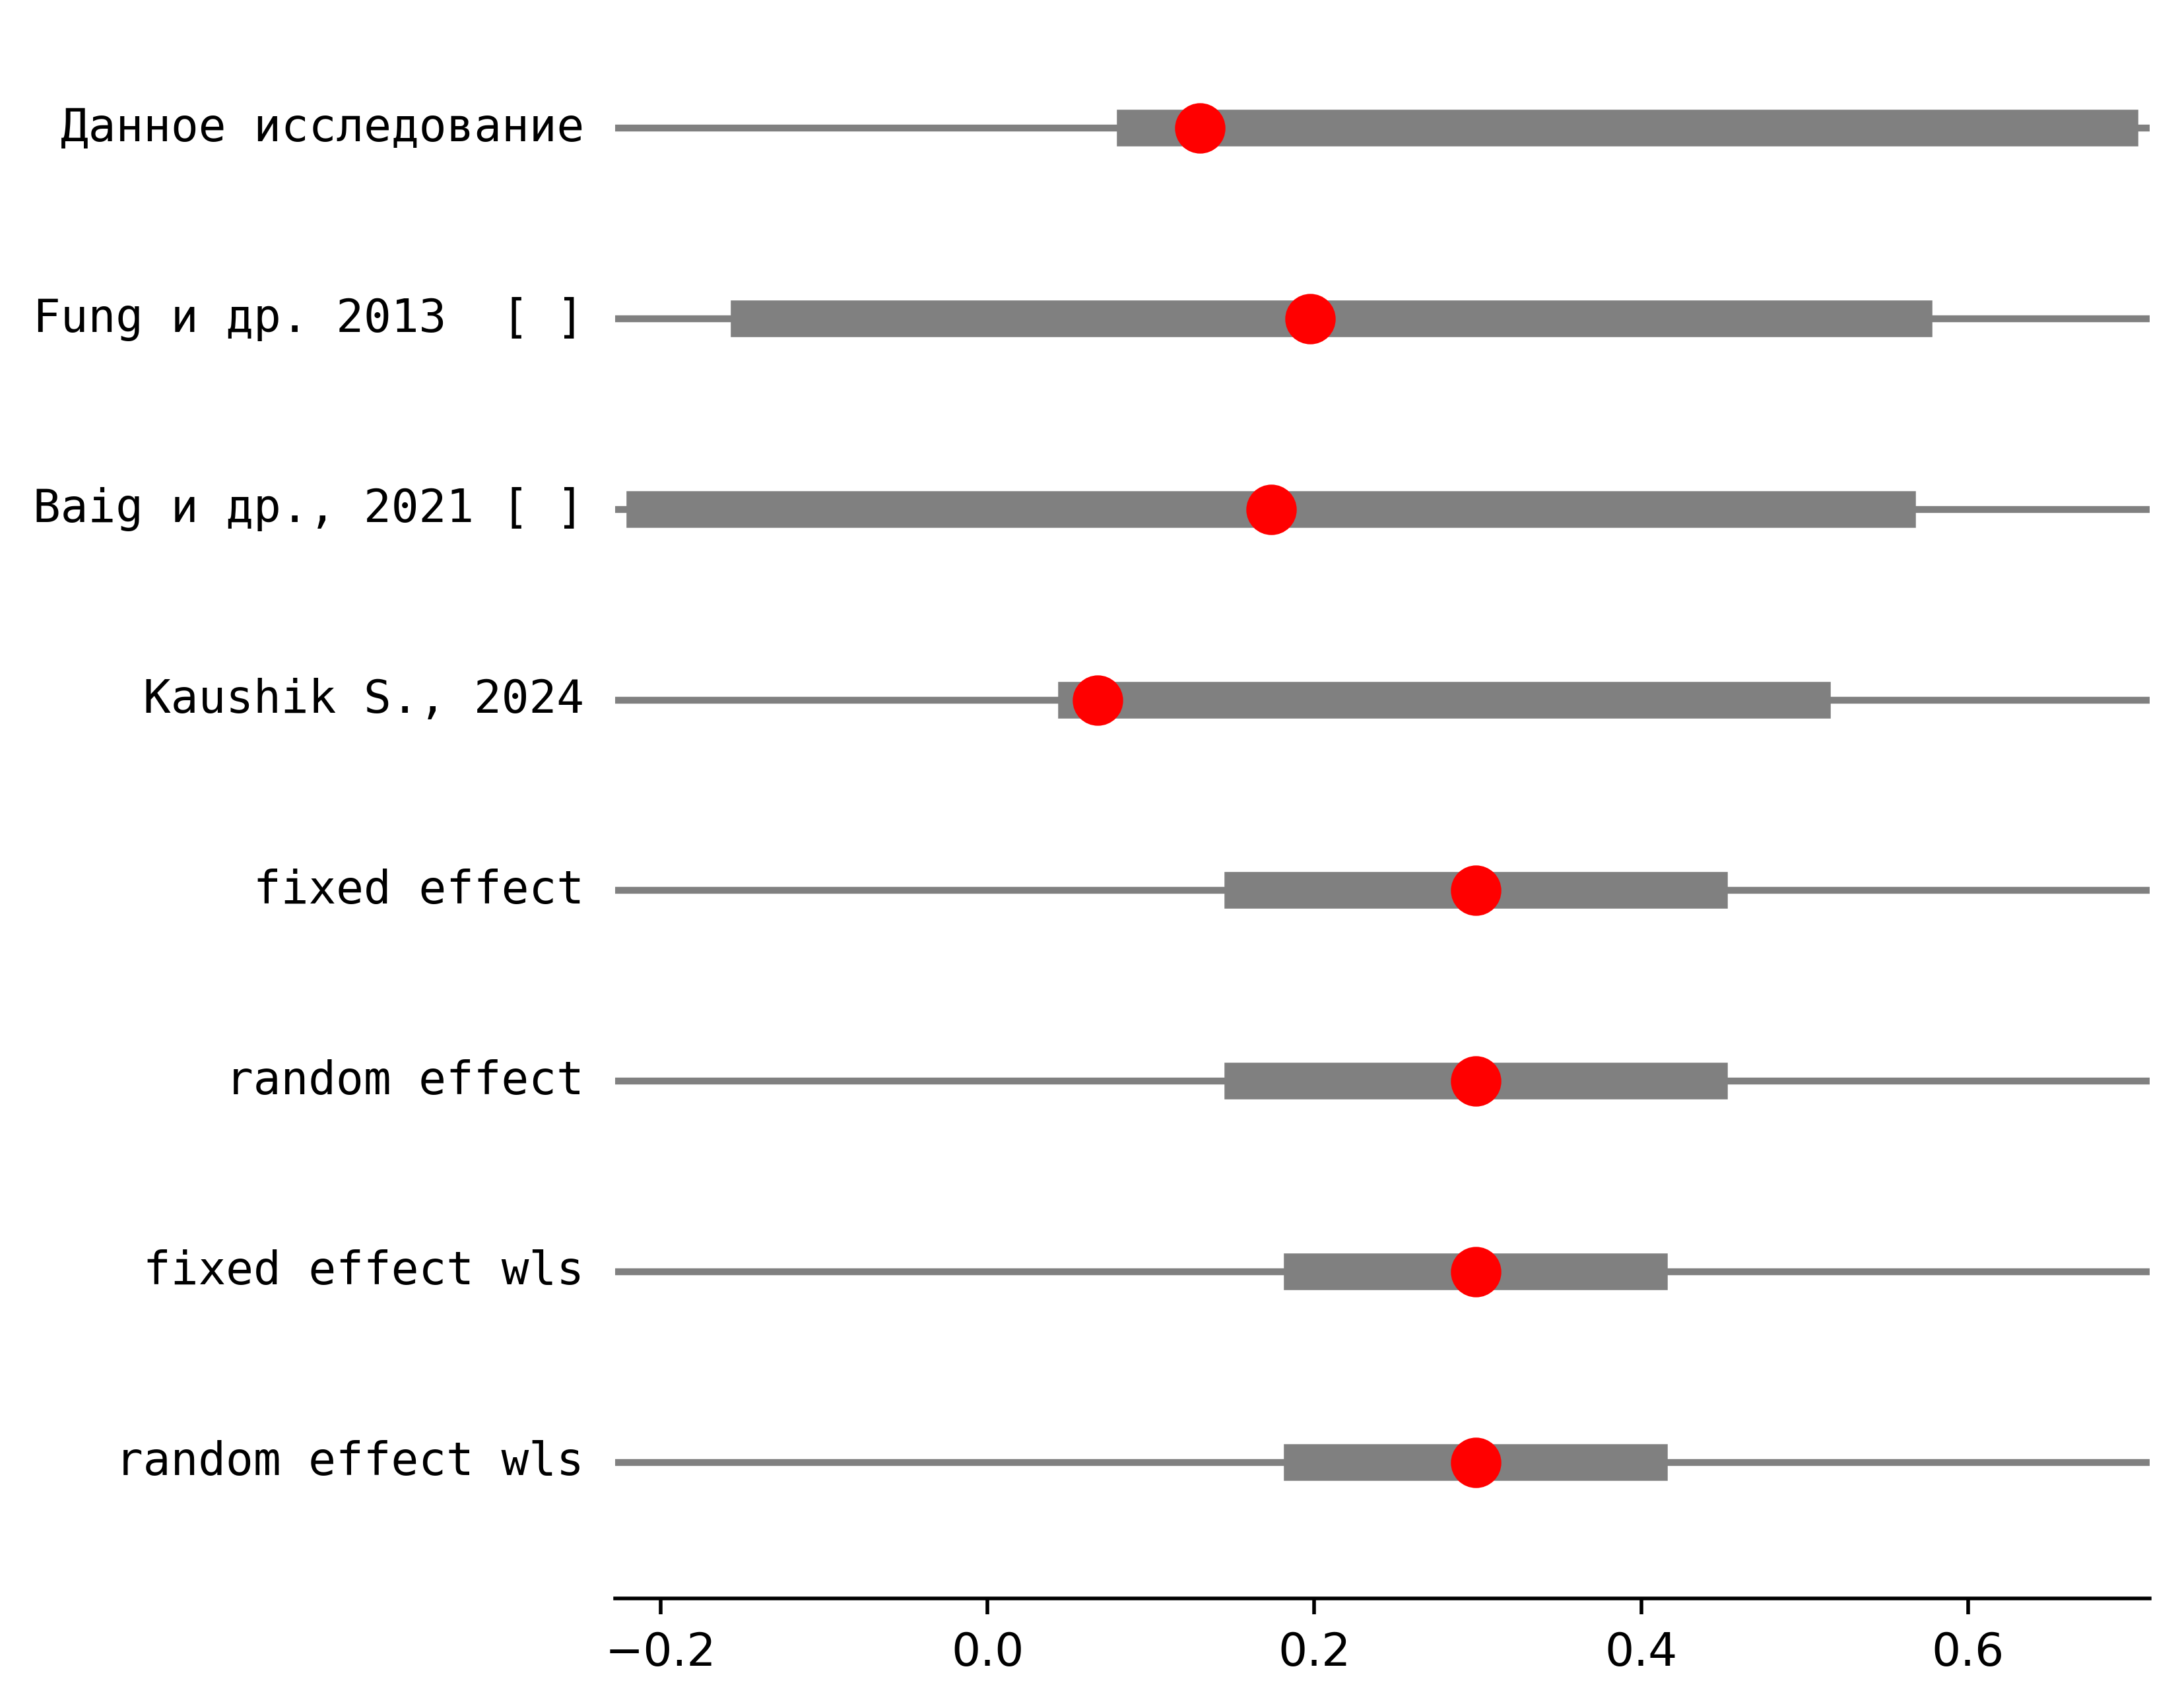 Данное исследование
Fung и др. 2013  [ ]
Baig и др., 2021 [ ]
Kaushik S., 2024
fixed effect
random effect
fixed effect wls
random effect wls
−0.2 0.0 0.2 0.4 0.6